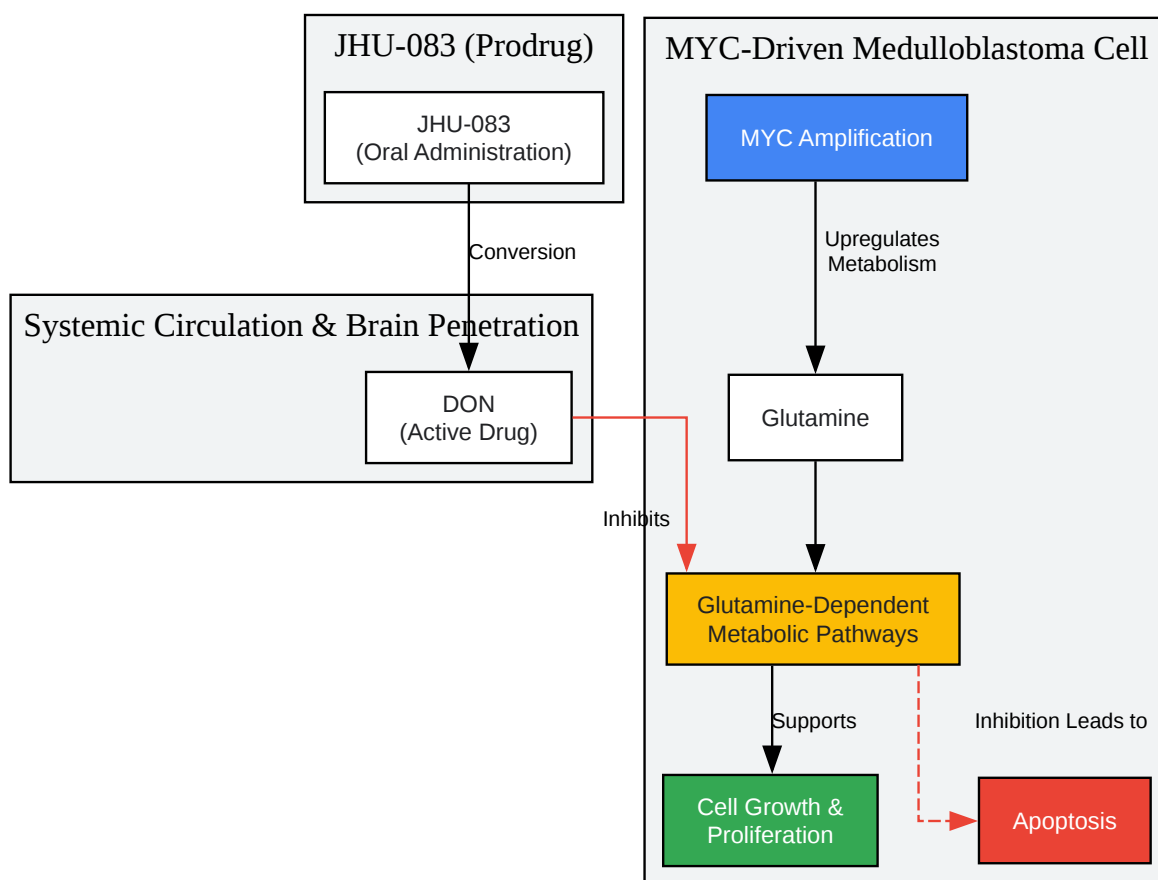 JHU-083 (Prodrug)
JHU-083
(Oral Administration)
Conversion
Systemic Circulation & Brain Penetration
DON
(Active Drug)
Inhibits
MYC-Driven Medulloblastoma Cell
MYC Amplification
Upregulates
Metabolism
Glutamine
Glutamine-Dependent
Metabolic Pathways
Supports
Inhibition Leads to
Cell Growth &
Proliferation
Apoptosis